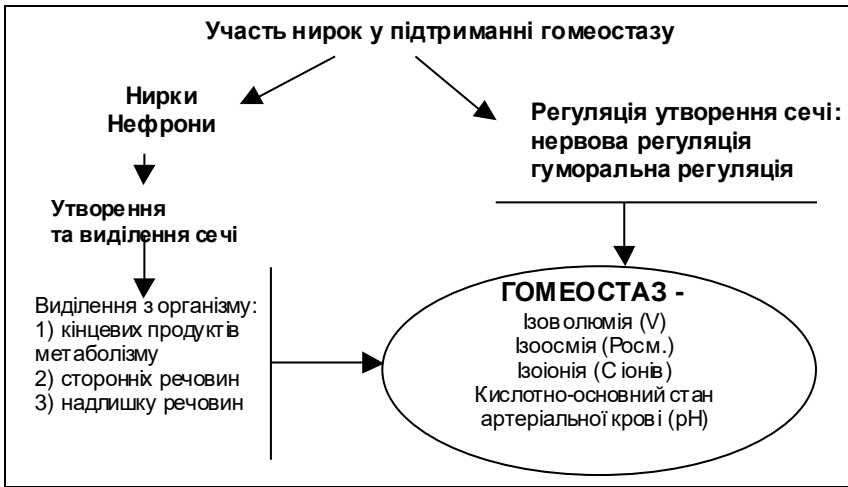 Участь нирок у підтриманні гомеостазу
Нирки
Нефрони
Утворення
та виділення сечі
Виділення з організму:
1) кінцевих продуктів
метаболізму
2) сторонніх речовин
3) надлишку речовин
Регуляція утворення сечі:
нервова регуляція
гуморальна регуляція
ГОМЕОСТАЗ -
Ізоволюмія (V)
Ізоосмія (Росм.)
Ізоіонія (С іонів)
Кислотно-основний стан
артеріальної крові (pH)